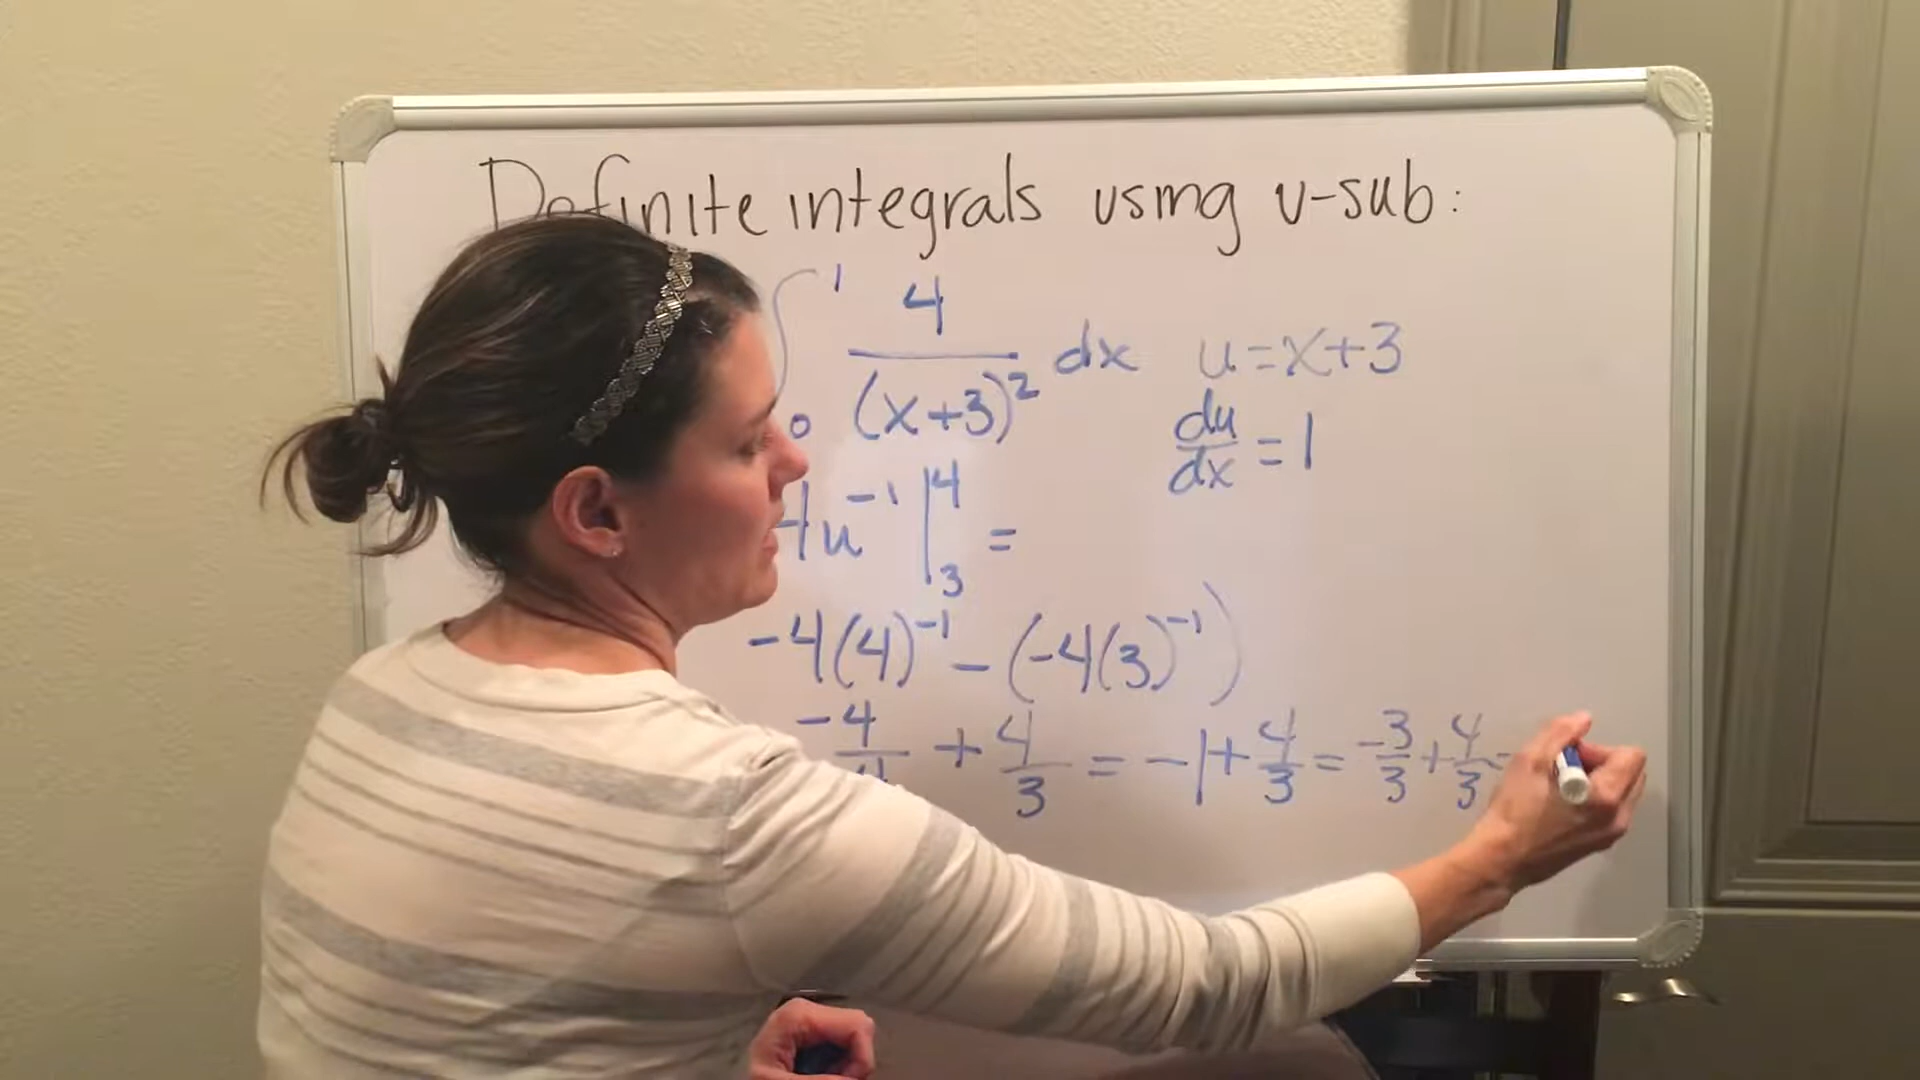 Definite integrals using u-sub:
∫₀¹ 4/(x+3)² dx u=x+3
du/dx = 1
4u⁻¹ |₃⁴ =
-4(4)⁻¹ - (-4(3)⁻¹)
-4/4 + 4/3 = -1 + 4/3 = -3/3 + 4/3 =